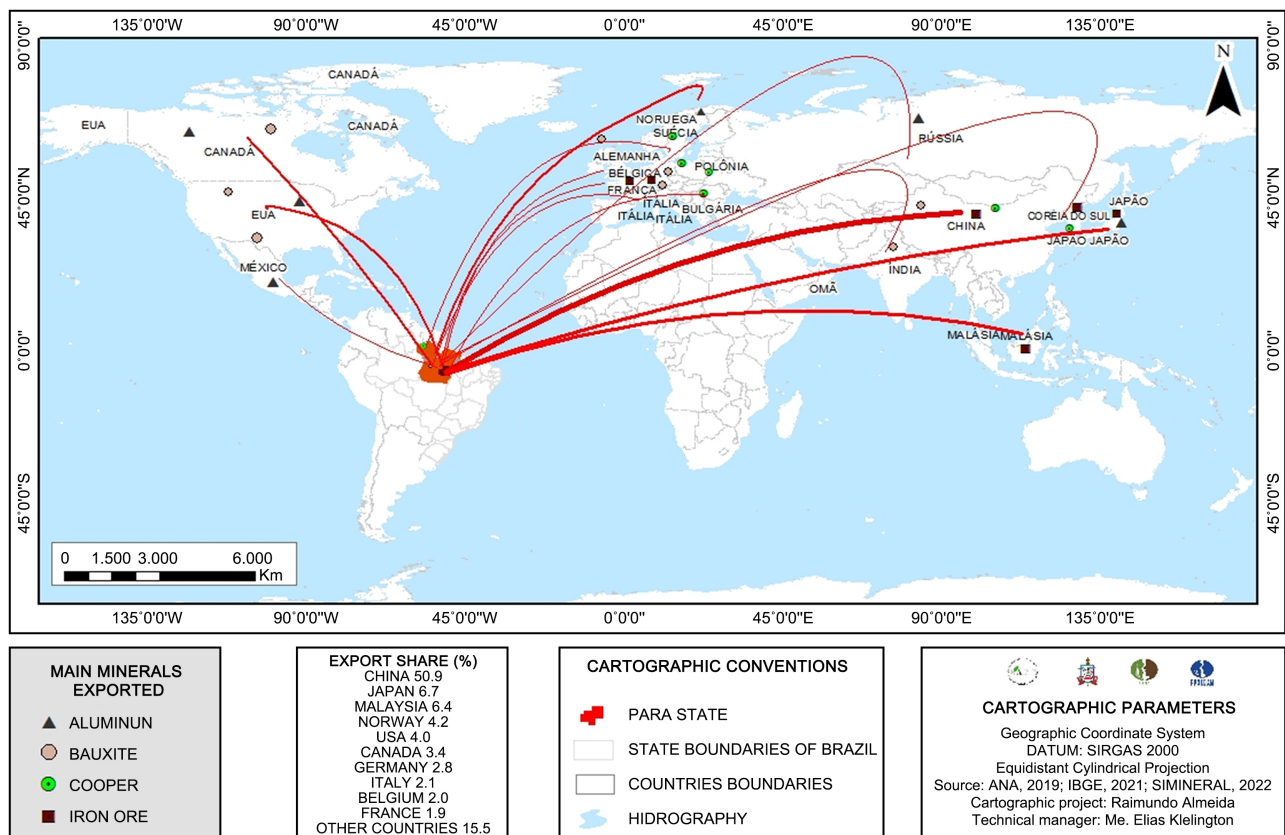 135°0'0"W 90°0'0"W 45°0'0"W 0°0'0" 45°0'0"E 90°0'0"E 135°0'0"E
90°0'0" 90°0'0"
N
CANADÁ
EUA
CANADÁ
NORUEGA
SUÉCIA
RÚSSIA
CANADÁ
ALEMANHA
POLÔNIA
BÉLGICA
FRANÇA
45°0'0"N 45°0'0"N
ITÁLIA
BULGÁRIA
JAPÃO
EUA
ITÁLIA
ITÁLIA
CORÉIA DO SUL
CHINA
JAPÃO JAPÃO
MÉXICO
ÍNDIA
OMÃ
MALÁSIA MALÁSIA
0°0'0" 0°0'0"
45°0'0"S 45°0'0"S
0 1.500 3.000 6.000
Km
135°0'0"W 90°0'0"W 45°0'0"W 0°0'0" 45°0'0"E 90°0'0"E 135°0'0"E
MAIN MINERALS
EXPORTED
ALUMINUN
BAUXITE
COOPER
IRON ORE
EXPORT SHARE (%)
CHINA 50.9
JAPAN 6.7
MALAYSIA 6.4
NORWAY 4.2
USA 4.0
CANADA 3.4
GERMANY 2.8
ITALY 2.1
BELGIUM 2.0
FRANCE 1.9
OTHER COUNTRIES 15.5
CARTOGRAPHIC CONVENTIONS
PARA STATE
STATE BOUNDARIES OF BRAZIL
COUNTRIES BOUNDARIES
HIDROGRAPHY
CARTOGRAPHIC PARAMETERS
Geographic Coordinate System
DATUM: SIRGAS 2000
Equidistant Cylindrical Projection
Source: ANA, 2019; IBGE, 2021; SIMINERAL, 2022
Cartographic project: Raimundo Almeida
Technical manager: Me. Elias Klelington